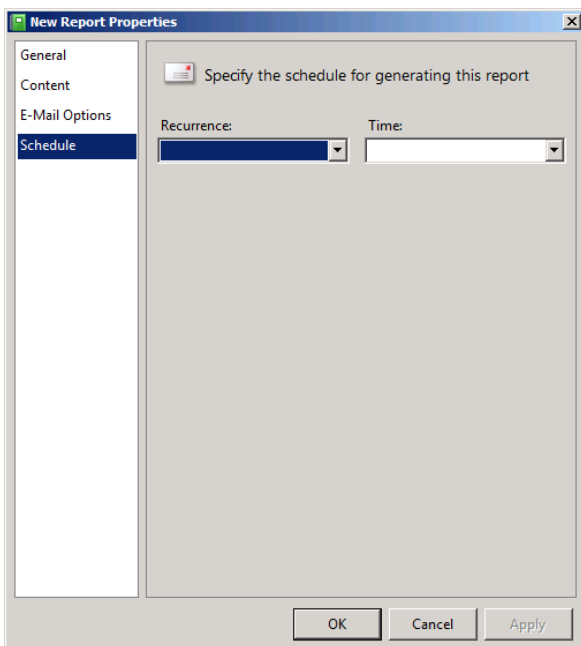 New Report Properties
General
Content
E-Mail Options
Schedule
Specify the schedule for generating this report
Recurrence:
Time:
OK
Cancel
Apply